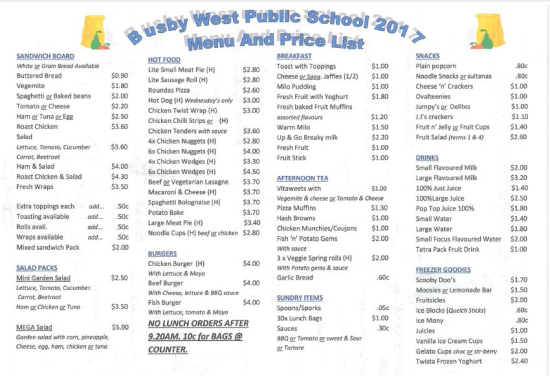 Busby West Public School 2017
Menu And Price List
SANDWICH BOARD
White or Grain Bread Available
Buttered Bread $0.90
Vegemite $1.80
Spaghetti or Baked beans $2.00
Tomato or Cheese $2.20
Ham or Tuna or Egg $2.50
Roast Chicken $3.60
Salad
Lettuce, Tomato, Cucumber $3.60
Carrot, Beetroot
Ham & Salad $4.00
Roast Chicken & Salad $4.30
Fresh Wraps $3.50
Extra toppings each add... .50c
Toasting available add... .50c
Rolls avail. add... .50c
Wraps available add... .50c
Mixed sandwich Pack $2.00
SALAD PACKS
Mini Garden Salad $2.50
Lettuce, Tomato, Cucumber.
Carrot, Beetroot
Ham or Chicken or Tuna $3.50
MEGA Salad $5.90
Garden salad with corn, pineapple,
Cheese, egg, ham, chicken or tuna
HOT FOOD
Lite Small Meat Pie (H) $2.80
Lite Sausage Roll (H) $2.80
Roundas Pizza $2.60
Hot Dog (H) Wednesday's only $3.00
Chicken Twist Wrap (H) $3.00
Chicken Chilli Strips or (H)
Chicken Tenders with sauce $3.60
4x Chicken Nuggets (H) $2.80
6x Chicken Nuggets (H) $4.00
4x Chicken Wedges (H) $3.30
6x Chicken Wedges (H) $4.50
Beef or Vegetarian Lasagne $3.70
Macaroni & Cheese (H) $3.70
Spaghetti Bolognaise (H) $3.70
Potato Bake $3.70
Large Meat Pie (H) $3.40
Noodle Cups (H) beef or chicken $2.80
BURGERS
Chicken Burger (H) $4.00
With Lettuce & Mayo
Beef Burger $4.00
With Cheese, lettuce & BBQ sauce
Fish Burger $4.00
With Lettuce, tomato & Mayo
NO LUNCH ORDERS AFTER
9.20AM. 10c for BAGS @
COUNTER.
BREAKFAST
Toast with Toppings $1.00
Cheese or Spag. Jaffles (1/2) $1.00
Milo Pudding $1.00
Fresh Fruit with Yoghurt $1.80
Fresh baked Fruit Muffins
assorted flavours $1.20
Warm Milo $1.50
Up & Go Breaky milk $2.20
Fresh Fruit $1.00
Fruit Stick $1.00
AFTERNOON TEA
Vitaweets with $1.00
Vegemite & cheese or Tomato & Cheese
Pizza Muffins $1.30
Hash Browns $1.00
Chicken Munchies/Coujons $1.00
Fish 'n' Potato Gems $2.00
With sauce
3 x Veggie Spring rolls (H) $2.00
With Potato gems & sauce
Garlic Bread .60c
SUNDRY ITEMS
Spoons/Sporks .05c
30x Lunch Bags $1.00
Sauces .30c
BBQ or Tomato or sweet & Sour
or Tartare
SNACKS
Plain popcorn .80c
Noodle Snacks or sultanas .80c
Cheese 'n' Crackers $1.00
Ovalteenies $1.00
Jumpy's or Delites $1.00
J.J's crackers $1.10
Fruit n' Jelly or Fruit Cups $1.40
Fruit Salad (terms 1 & 4) $2.60
DRINKS
Small Flavoured Milk $2.00
Large Flavoured Milk $3.20
100% Just Juice $1.40
100%Large Juice $2.50
Pop Top Juice 100% $1.80
Small Water $1.40
Large Water $1.80
Small Focus Flavoured Water $2.00
Tetra Pack Fruit Drink $1.00
FREEZER GOODIES
Scooby Doo's $1.70
Moosies or Lemonade Bar $1.50
Fruitsicles $2.00
Ice Blocks (Quelch Sticks) .60c
Ice Mony .80c
Juicies $1.00
Vanilla Ice Cream Cups $1.50
Gelato Cups choc or str-berry $2.00
Twista Frozen Yoghurt $2.40